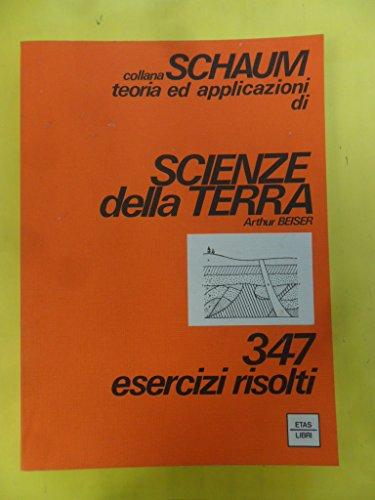 collana SCHAUM
teoria ed applicazioni
di
SCIENZE
della TERRA
Arthur BEISER
347
esercizi risolti
ETAS
LIBRI